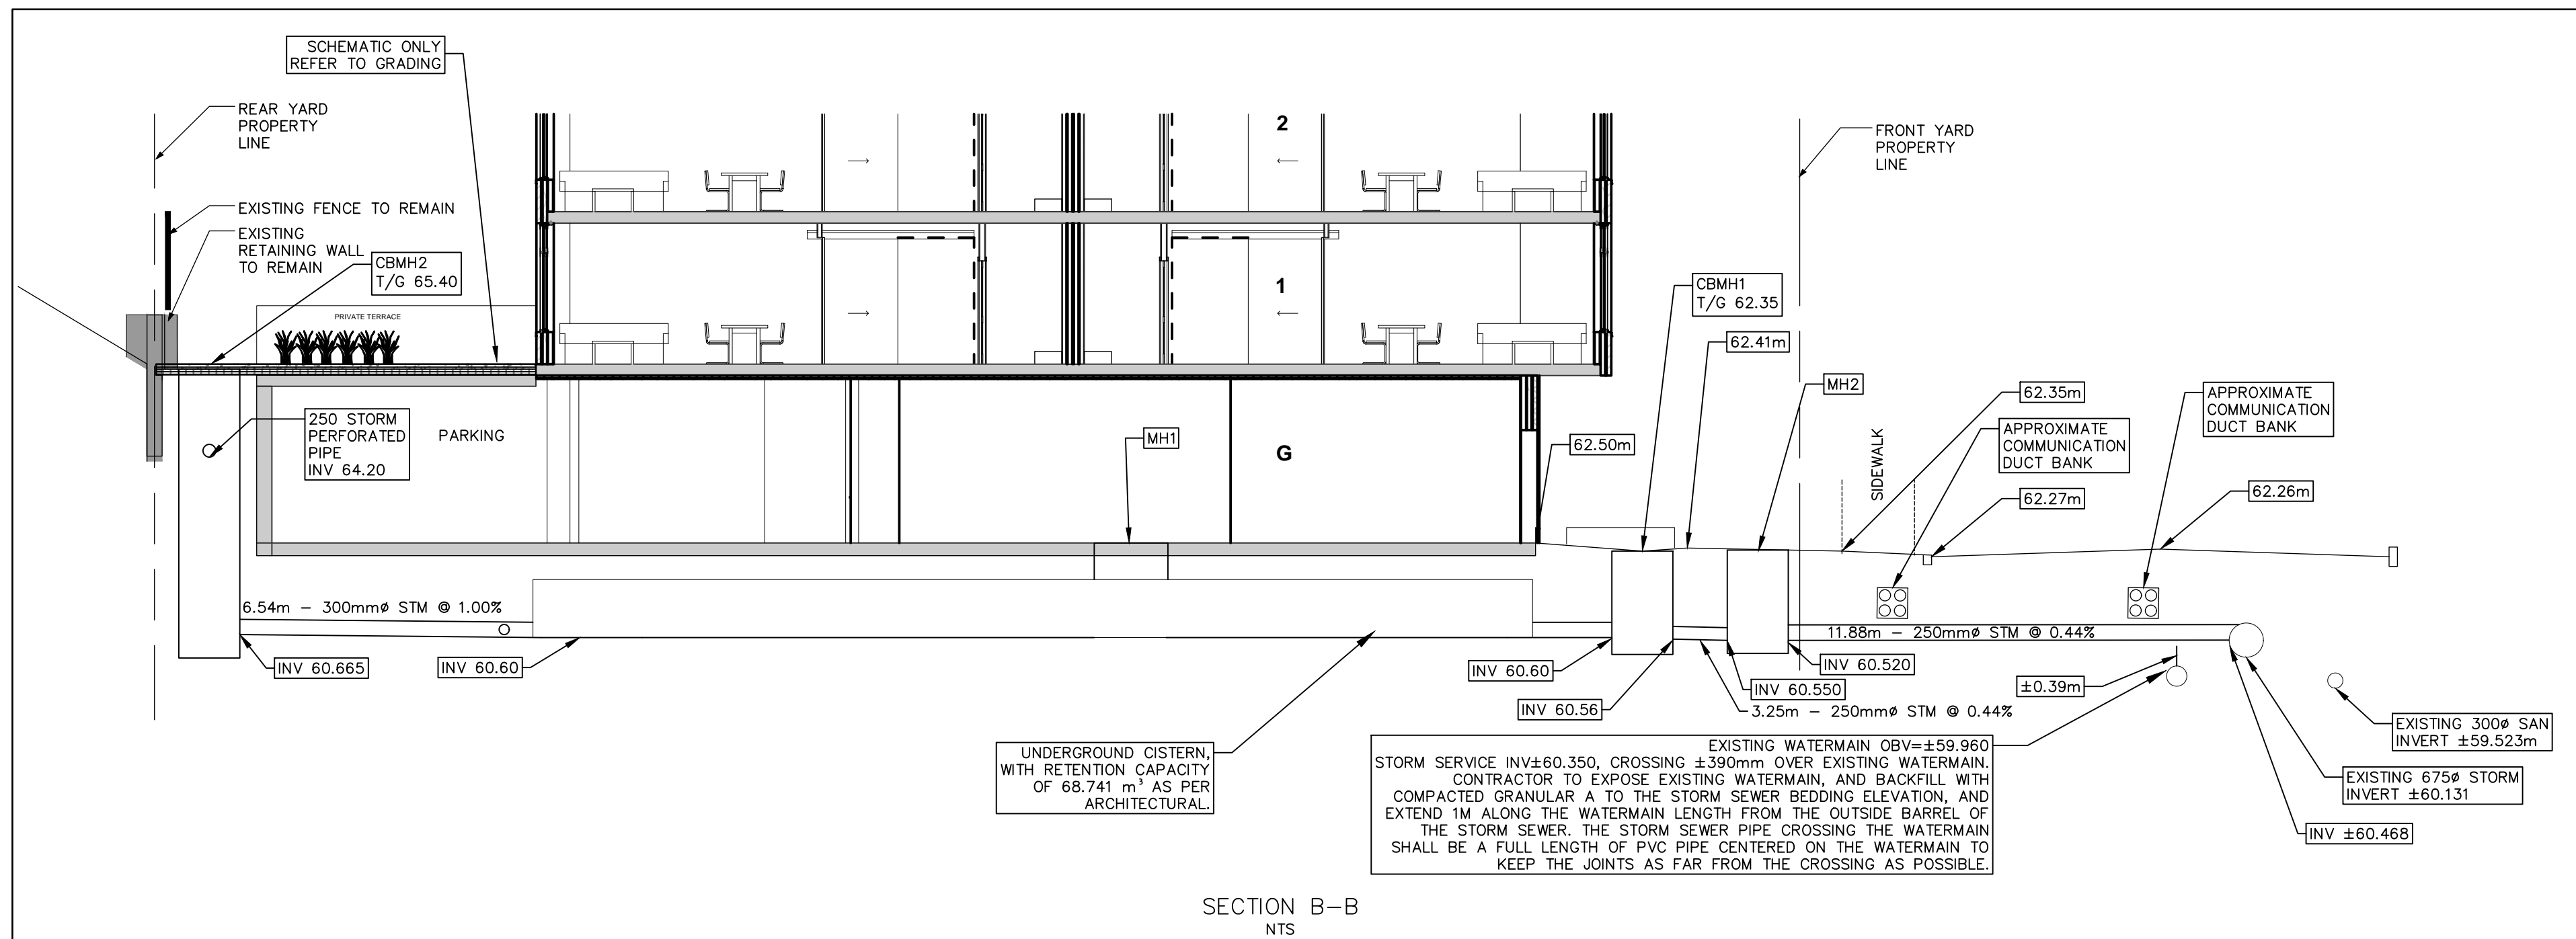 SCHEMATIC ONLY
REFER TO GRADING
REAR YARD
PROPERTY
LINE
EXISTING FENCE TO REMAIN
EXISTING
RETAINING WALL
TO REMAIN
CBMH2
T/G 65.40
PRIVATE TERRACE
250 STORM
PERFORATED
PIPE
INV 64.20
PARKING
2
1
G
MH1
62.50m
CBMH1
T/G 62.35
62.41m
MH2
FRONT YARD
PROPERTY
LINE
62.35m
SIDEWALK
APPROXIMATE
COMMUNICATION
DUCT BANK
62.27m
APPROXIMATE
COMMUNICATION
DUCT BANK
62.26m
6.54m – 300mmø STM @ 1.00%
INV 60.665
INV 60.60
INV 60.60
INV 60.56
INV 60.550
INV 60.520
11.88m – 250mmø STM @ 0.44%
3.25m – 250mmø STM @ 0.44%
±0.39m
UNDERGROUND CISTERN,
WITH RETENTION CAPACITY
OF 68.741 m³ AS PER
ARCHITECTURAL.
EXISTING WATERMAIN OBV=±59.960
STORM SERVICE INV±60.350, CROSSING ±390mm OVER EXISTING WATERMAIN.
CONTRACTOR TO EXPOSE EXISTING WATERMAIN, AND BACKFILL WITH
COMPACTED GRANULAR A TO THE STORM SEWER BEDDING ELEVATION, AND
EXTEND 1M ALONG THE WATERMAIN LENGTH FROM THE OUTSIDE BARREL OF
THE STORM SEWER. THE STORM SEWER PIPE CROSSING THE WATERMAIN
SHALL BE A FULL LENGTH OF PVC PIPE CENTERED ON THE WATERMAIN TO
KEEP THE JOINTS AS FAR FROM THE CROSSING AS POSSIBLE.
EXISTING 300ø SAN
INVERT ±59.523m
EXISTING 675ø STORM
INVERT ±60.131
INV ±60.468
SECTION B–B
NTS